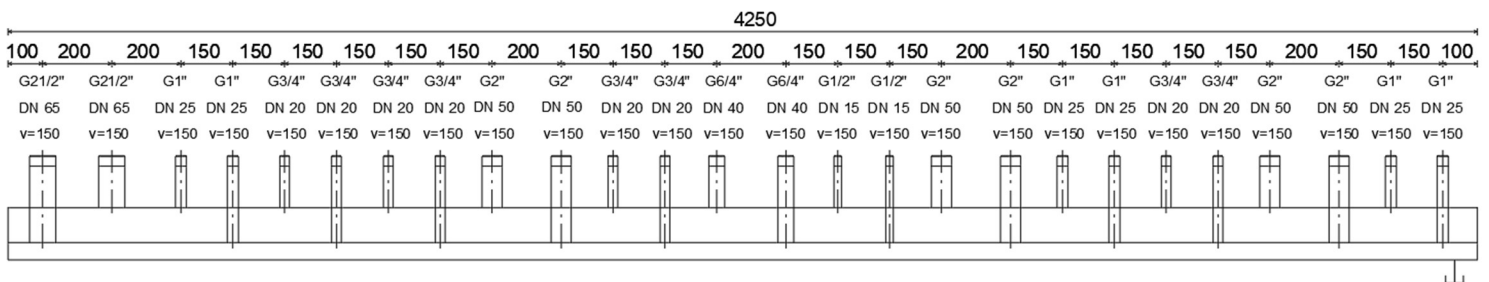 4250
100 200 200 150 150 150 150 150 150 200 150 150 150 200 150 150 150 200 150 150 150 150 150 200 150 150 100
G21/2" G21/2" G1" G1" G3/4" G3/4" G3/4" G3/4" G2" G2" G3/4" G3/4" G6/4" G6/4" G1/2" G1/2" G2" G2" G1" G1" G3/4" G3/4" G2" G2" G1" G1"
DN 65 DN 65 DN 25 DN 25 DN 20 DN 20 DN 20 DN 20 DN 50 DN 50 DN 20 DN 20 DN 40 DN 40 DN 15 DN 15 DN 50 DN 50 DN 25 DN 25 DN 20 DN 20 DN 50 DN 50 DN 25 DN 25
v=150 v=150 v=150 v=150 v=150 v=150 v=150 v=150 v=150 v=150 v=150 v=150 v=150 v=150 v=150 v=150 v=150 v=150 v=150 v=150 v=150 v=150 v=150 v=150 v=150 v=150